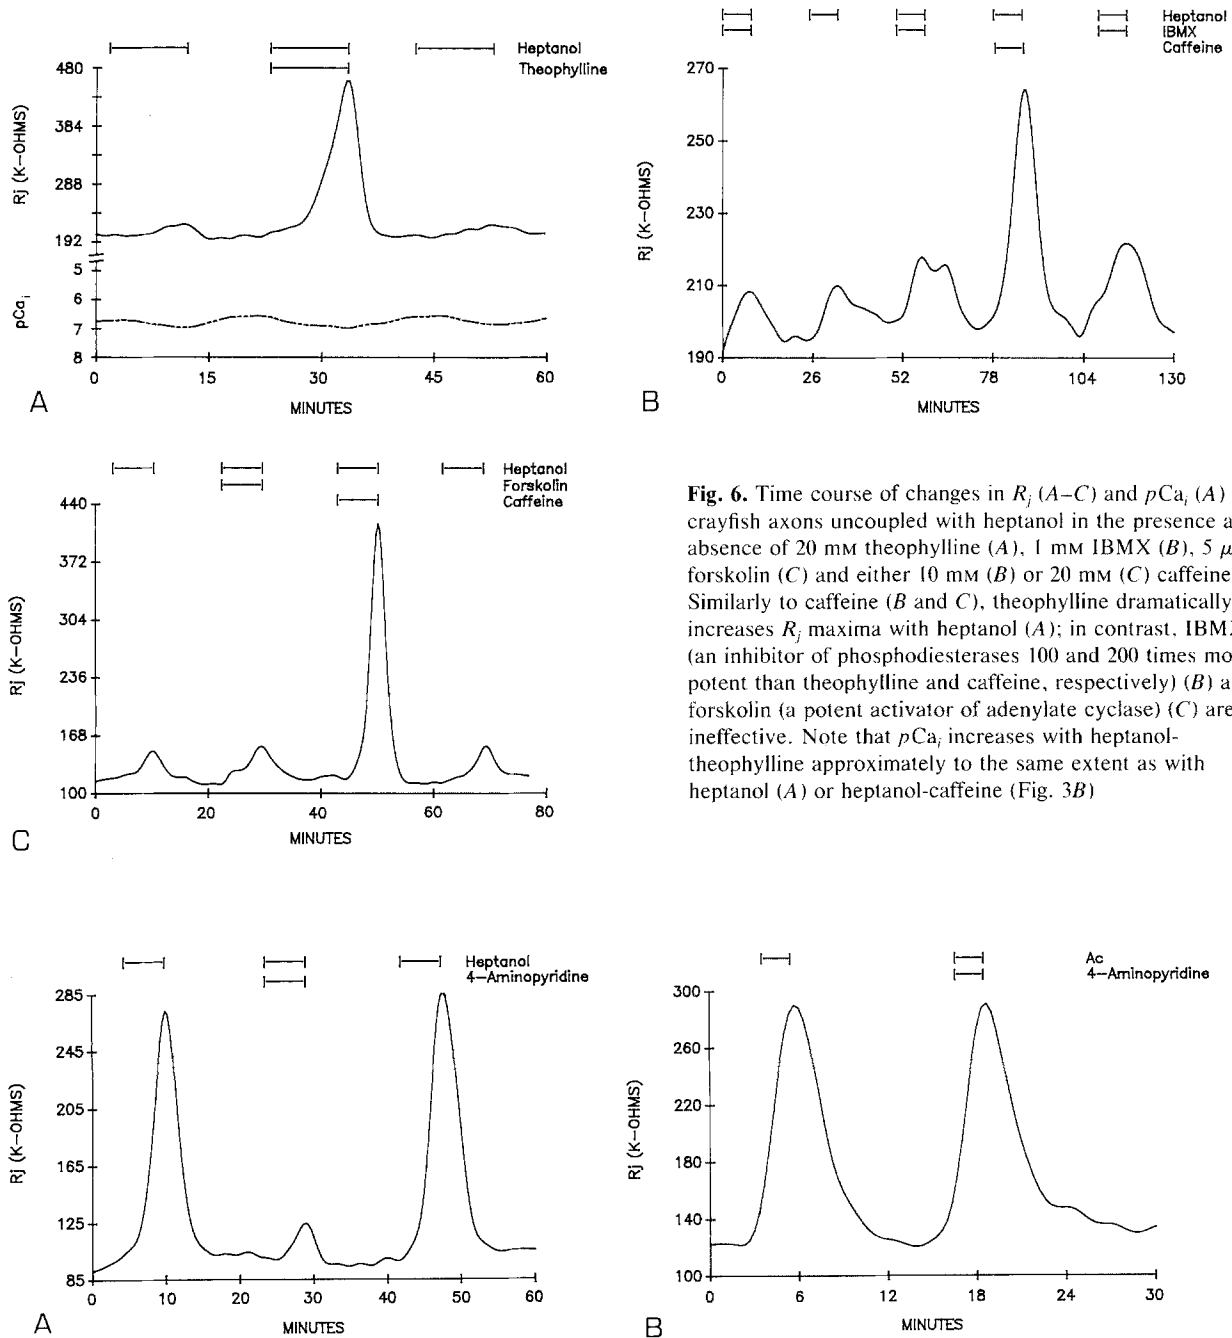 Heptanol
Theophylline
480
384
288
192
Rj (K-OHMS)
5
6
7
8
pCai
0 15 30 45 60
MINUTES
A
Heptanol
IBMX
Caffeine
270
250
230
210
190
Rj (K-OHMS)
0 26 52 78 104 130
MINUTES
B
Heptanol
Forskolin
Caffeine
440
372
304
236
168
100
Rj (K-OHMS)
0 20 40 60 80
MINUTES
C
Fig. 6. Time course of changes in Rj (A–C) and pCai (A)
crayfish axons uncoupled with heptanol in the presence a
absence of 20 mM theophylline (A), 1 mM IBMX (B), 5 μ
forskolin (C) and either 10 mM (B) or 20 mM (C) caffeine
Similarly to caffeine (B and C), theophylline dramatically
increases Rj maxima with heptanol (A); in contrast, IBM
(an inhibitor of phosphodiesterases 100 and 200 times mo
potent than theophylline and caffeine, respectively) (B) a
forskolin (a potent activator of adenylate cyclase) (C) are
ineffective. Note that pCai increases with heptanol-
theophylline approximately to the same extent as with
heptanol (A) or heptanol-caffeine (Fig. 3B)
Heptanol
4-Aminopyridine
285
245
205
165
125
85
Rj (K-OHMS)
0 10 20 30 40 50 60
MINUTES
A
Ac
4-Aminopyridine
300
260
220
180
140
100
Rj (K-OHMS)
0 6 12 18 24 30
MINUTES
B